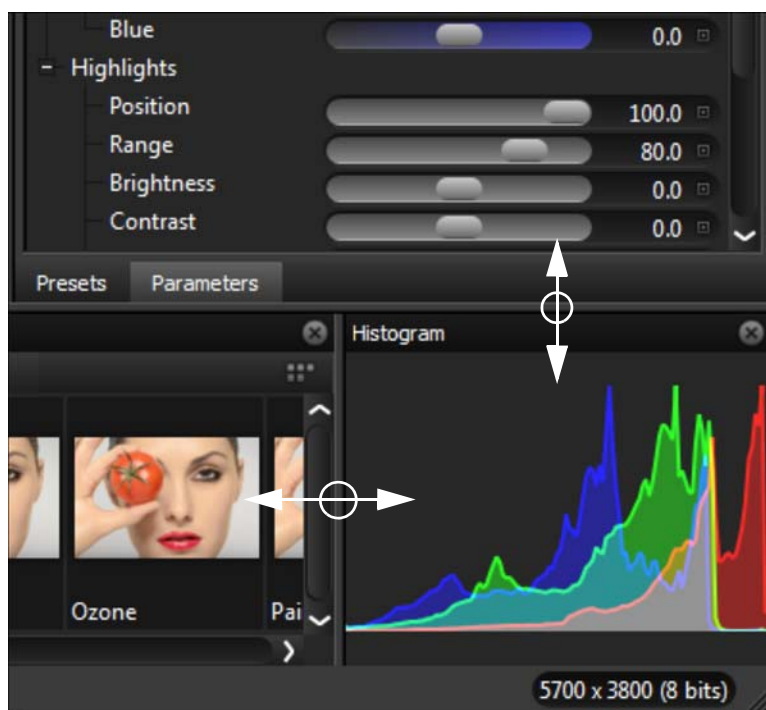 Blue 0.0
Highlights
Position 100.0
Range 80.0
Brightness 0.0
Contrast 0.0
Presets Parameters
Histogram
Ozone Pai
5700 x 3800 (8 bits)